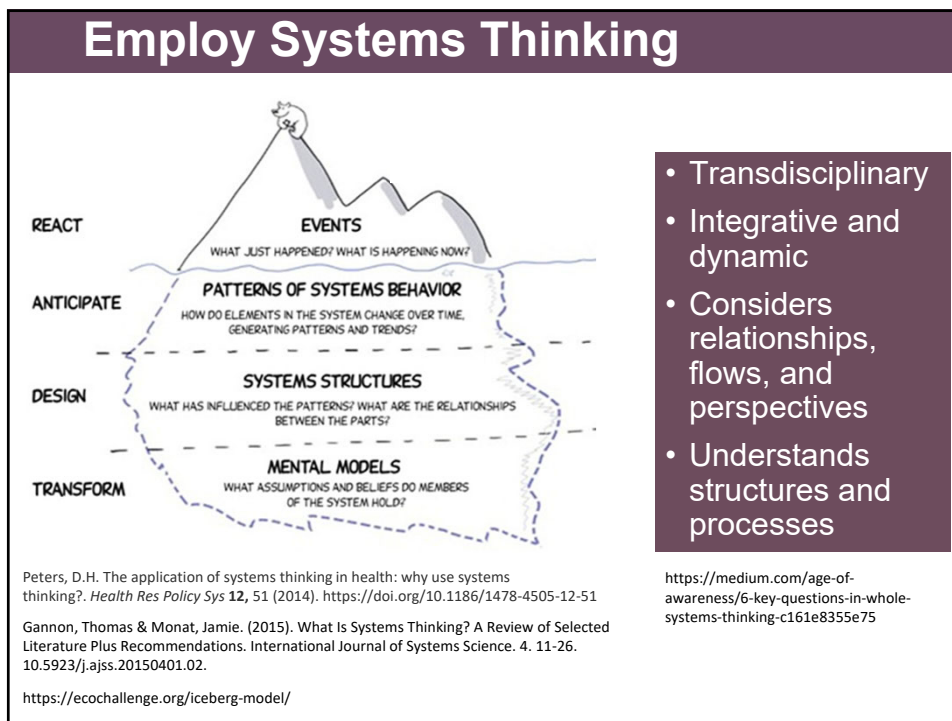 Employ Systems Thinking
REACT
EVENTS
WHAT JUST HAPPENED? WHAT IS HAPPENING NOW?
or
ANTICIPATE
PATTERNS OF SYSTEMS BEHAVIOR
HOW DO ELEMENTS IN THE SYSTEM CHANGE OVER TIME,
GENERATING PATTERNS AND TRENDS?
DESIGN
SYSTEMS STRUCTURES
WHAT HAS INFLUENCED THE PATTERNS? WHAT ARE THE RELATIONSHIPS
BETWEEN THE PARTS?
TRANSFORM
MENTAL MODELS
WHAT ASSUMPTIONS AND BELIEFS DO MEMBERS
OF THE SYSTEM HOLD?
• Transdisciplinary
• Integrative and
dynamic
• Considers
relationships,
flows, and
perspectives
• Understands
structures and
processes
Peters, D.H. The application of systems thinking in health: why use systems
thinking?. Health Res Policy Sys 12, 51 (2014). https://doi.org/10.1186/1478-4505-12-51
Gannon, Thomas & Monat, Jamie. (2015). What Is Systems Thinking? A Review of Selected
Literature Plus Recommendations. International Journal of Systems Science. 4. 11-26.
10.5923/j.ajss.20150401.02.
https://ecochallenge.org/iceberg-model/
https://medium.com/age-of-
awareness/6-key-questions-in-whole-
systems-thinking-c161e8355e75